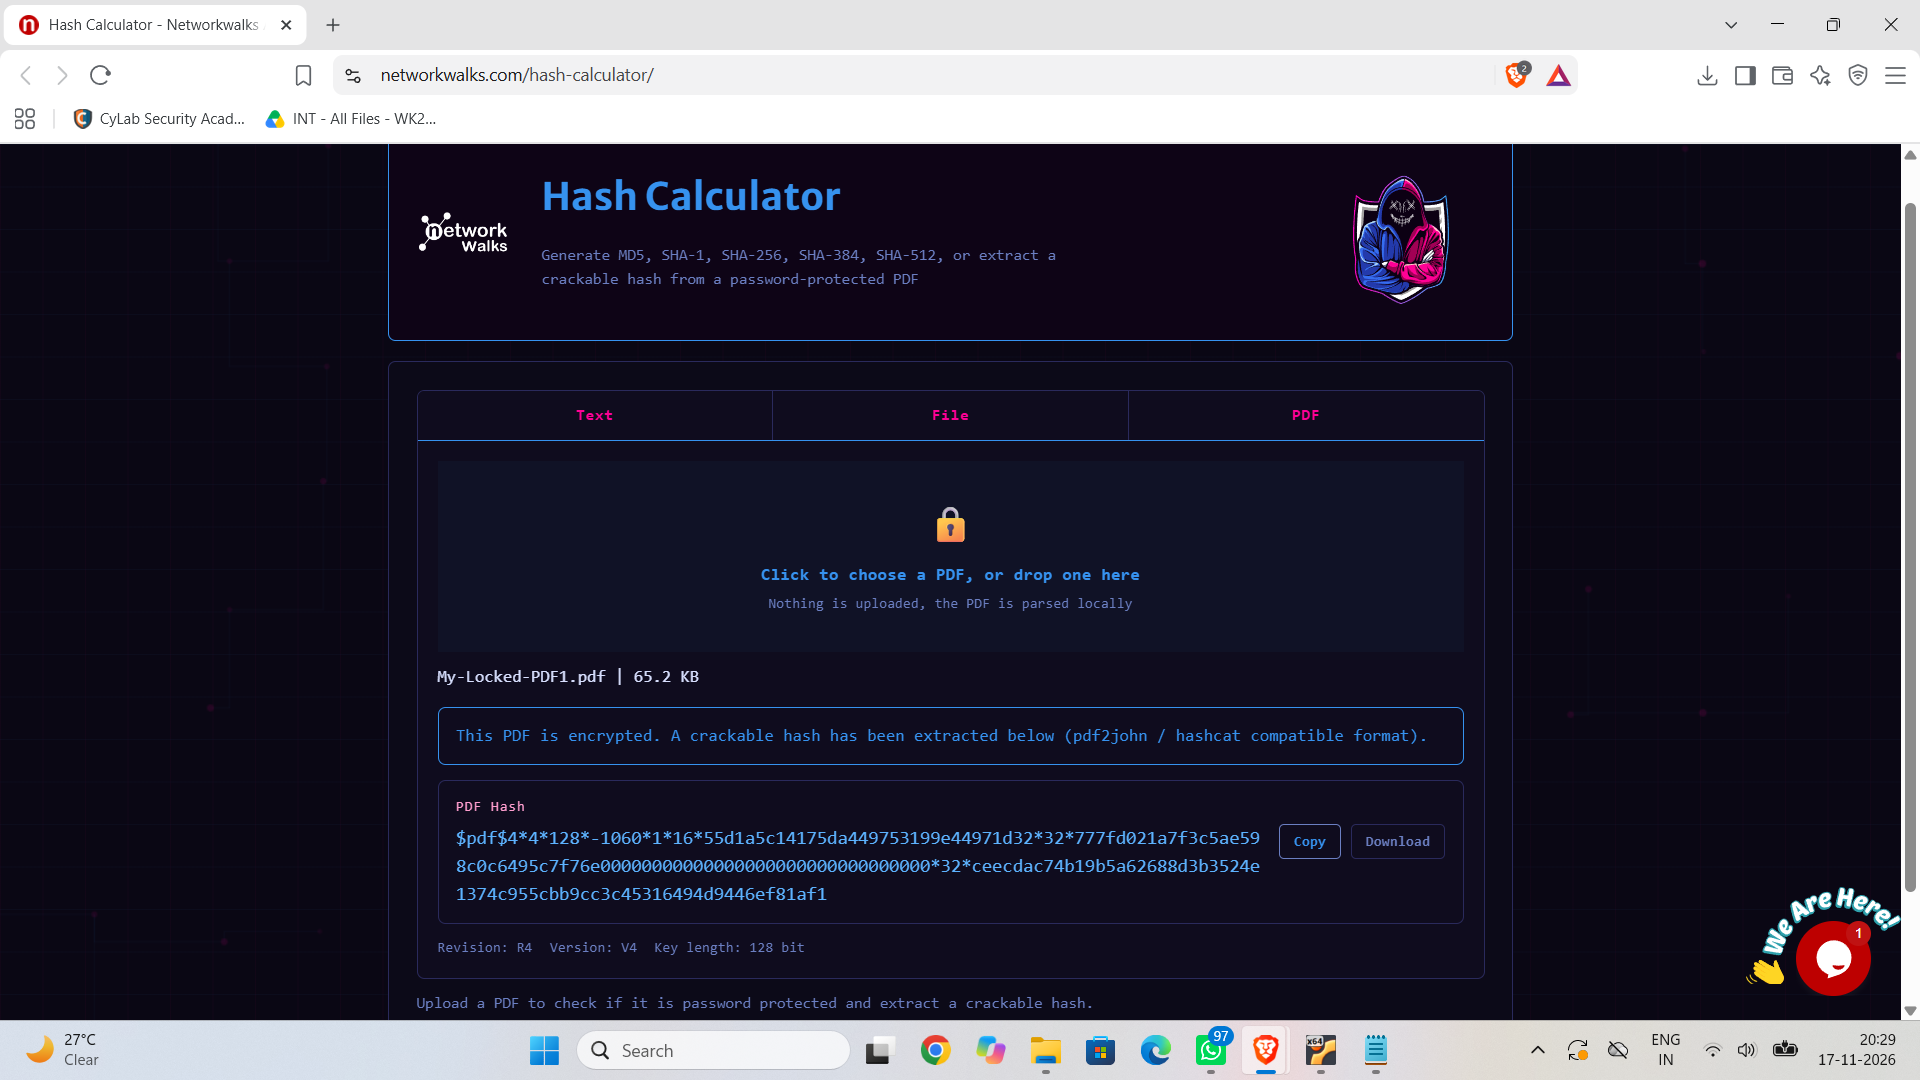 Hash Calculator - Networkwalks
networkwalks.com/hash-calculator/
2
CyLab Security Acad...
INT - All Files - WK2...
network
Walks
Hash Calculator
Generate MD5, SHA-1, SHA-256, SHA-384, SHA-512, or extract a
crackable hash from a password-protected PDF
Text
File
PDF
Click to choose a PDF, or drop one here
Nothing is uploaded, the PDF is parsed locally
My-Locked-PDF1.pdf | 65.2 KB
This PDF is encrypted. A crackable hash has been extracted below (pdf2john / hashcat compatible format).
PDF Hash
$pdf$4*4*128*-1060*1*16*55d1a5c14175da449753199e44971d32*32*777fd021a7f3c5ae59
8c0c6495c7f76e00000000000000000000000000000000*32*ceecdac74b19b5a62688d3b3524e
1374c955cbb9cc3c45316494d9446ef81af1
Copy
Download
Revision: R4 Version: V4 Key length: 128 bit
Upload a PDF to check if it is password protected and extract a crackable hash.
We Are Here!
1
27°C
Clear
Search
97
x64
ENG
IN
20:29
17-11-2026